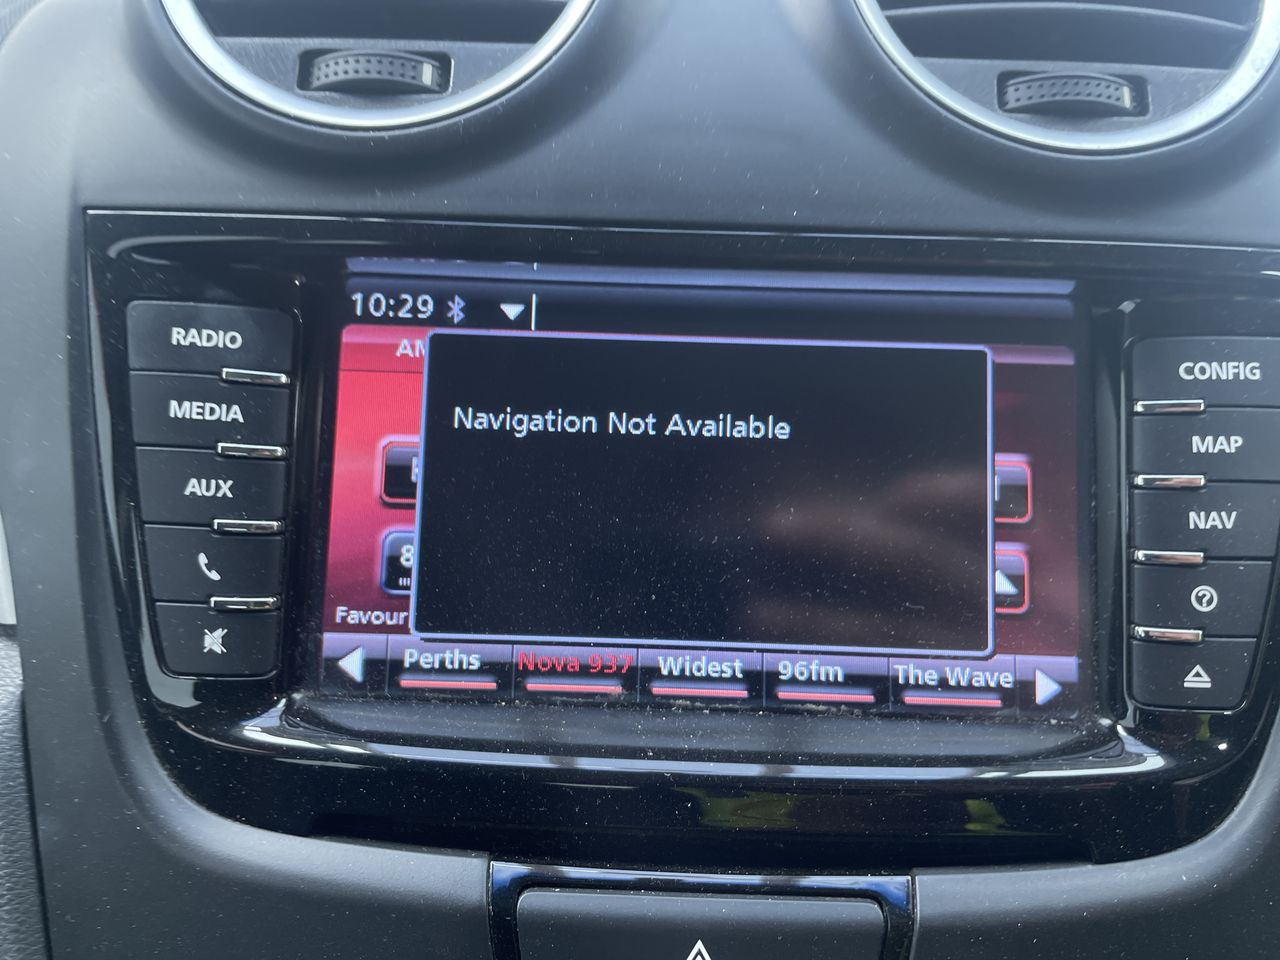 10:29
RADIO
MEDIA
AUX
Navigation Not Available
CONFIG
MAP
NAV
?
Perths
Nova 937
Widest
96fm
The Wave